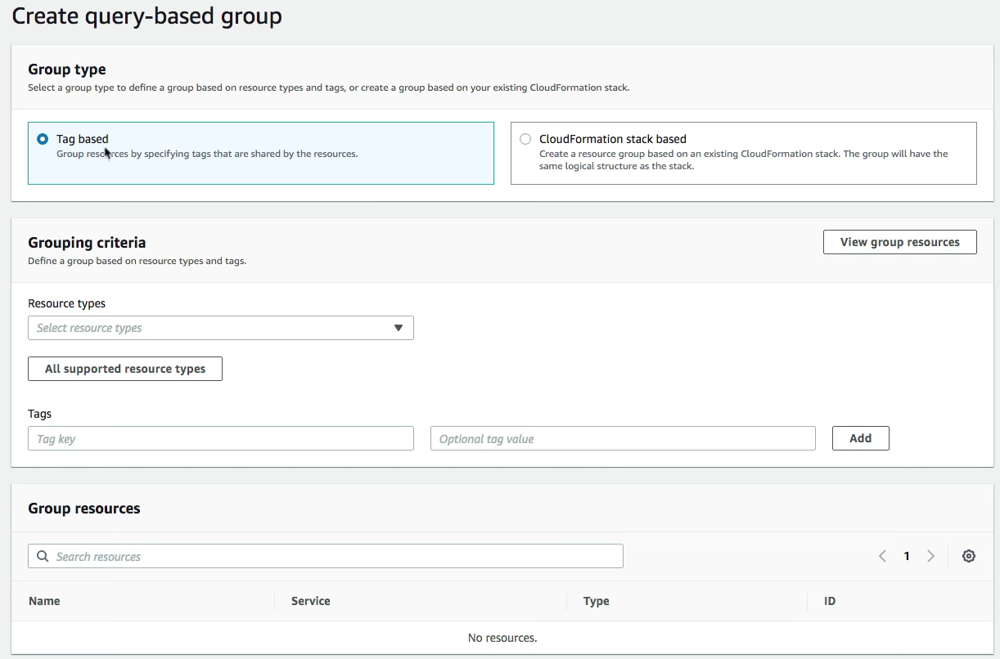 Create query-based group
Group type
Select a group type to define a group based on resource types and tags, or create a group based on your existing CloudFormation stack.
Tag based
Group resources by specifying tags that are shared by the resources.
CloudFormation stack based
Create a resource group based on an existing CloudFormation stack. The group will have the
same logical structure as the stack.
Grouping criteria
View group resources
Define a group based on resource types and tags.
Resource types
Select resource types
All supported resource types
Tags
Tag key
Optional tag value
Add
Group resources
Search resources
1
Name
Service
Type
ID
No resources.